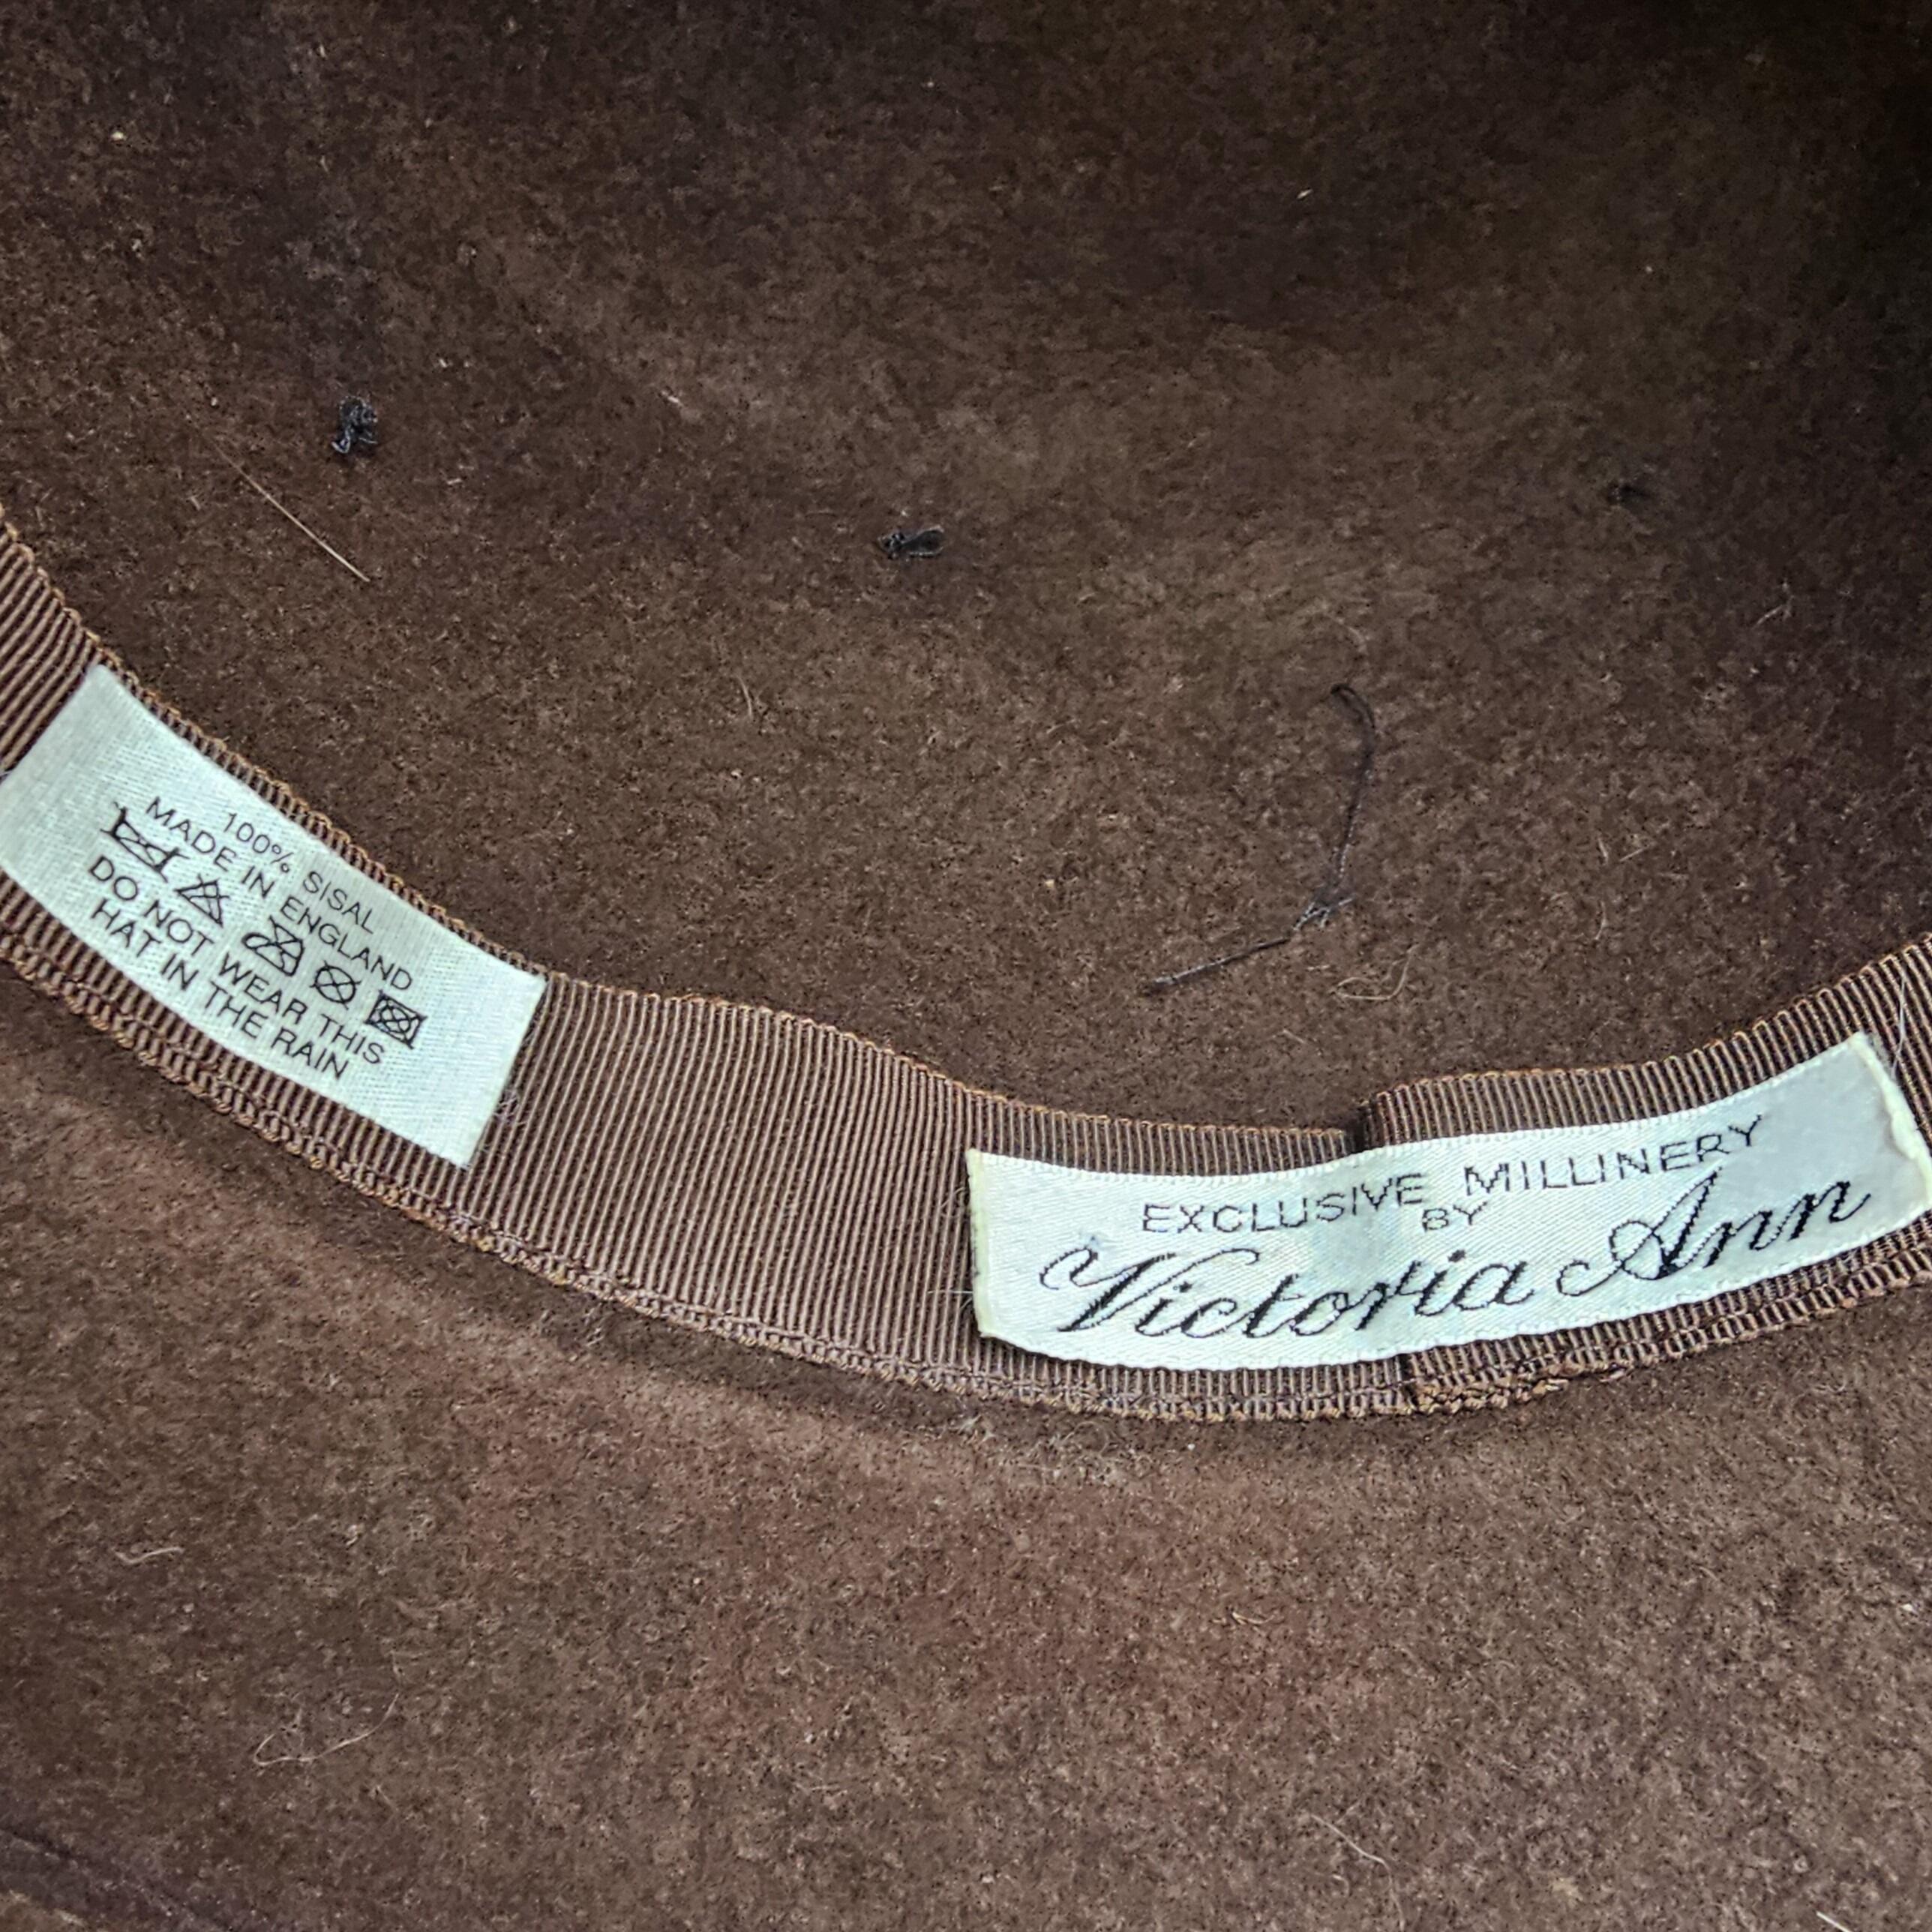 100% SISAL
MADE IN ENGLAND
DO NOT WEAR THIS
HAT IN THE RAIN
EXCLUSIVE MILLINERY
BY
Victoria Ann